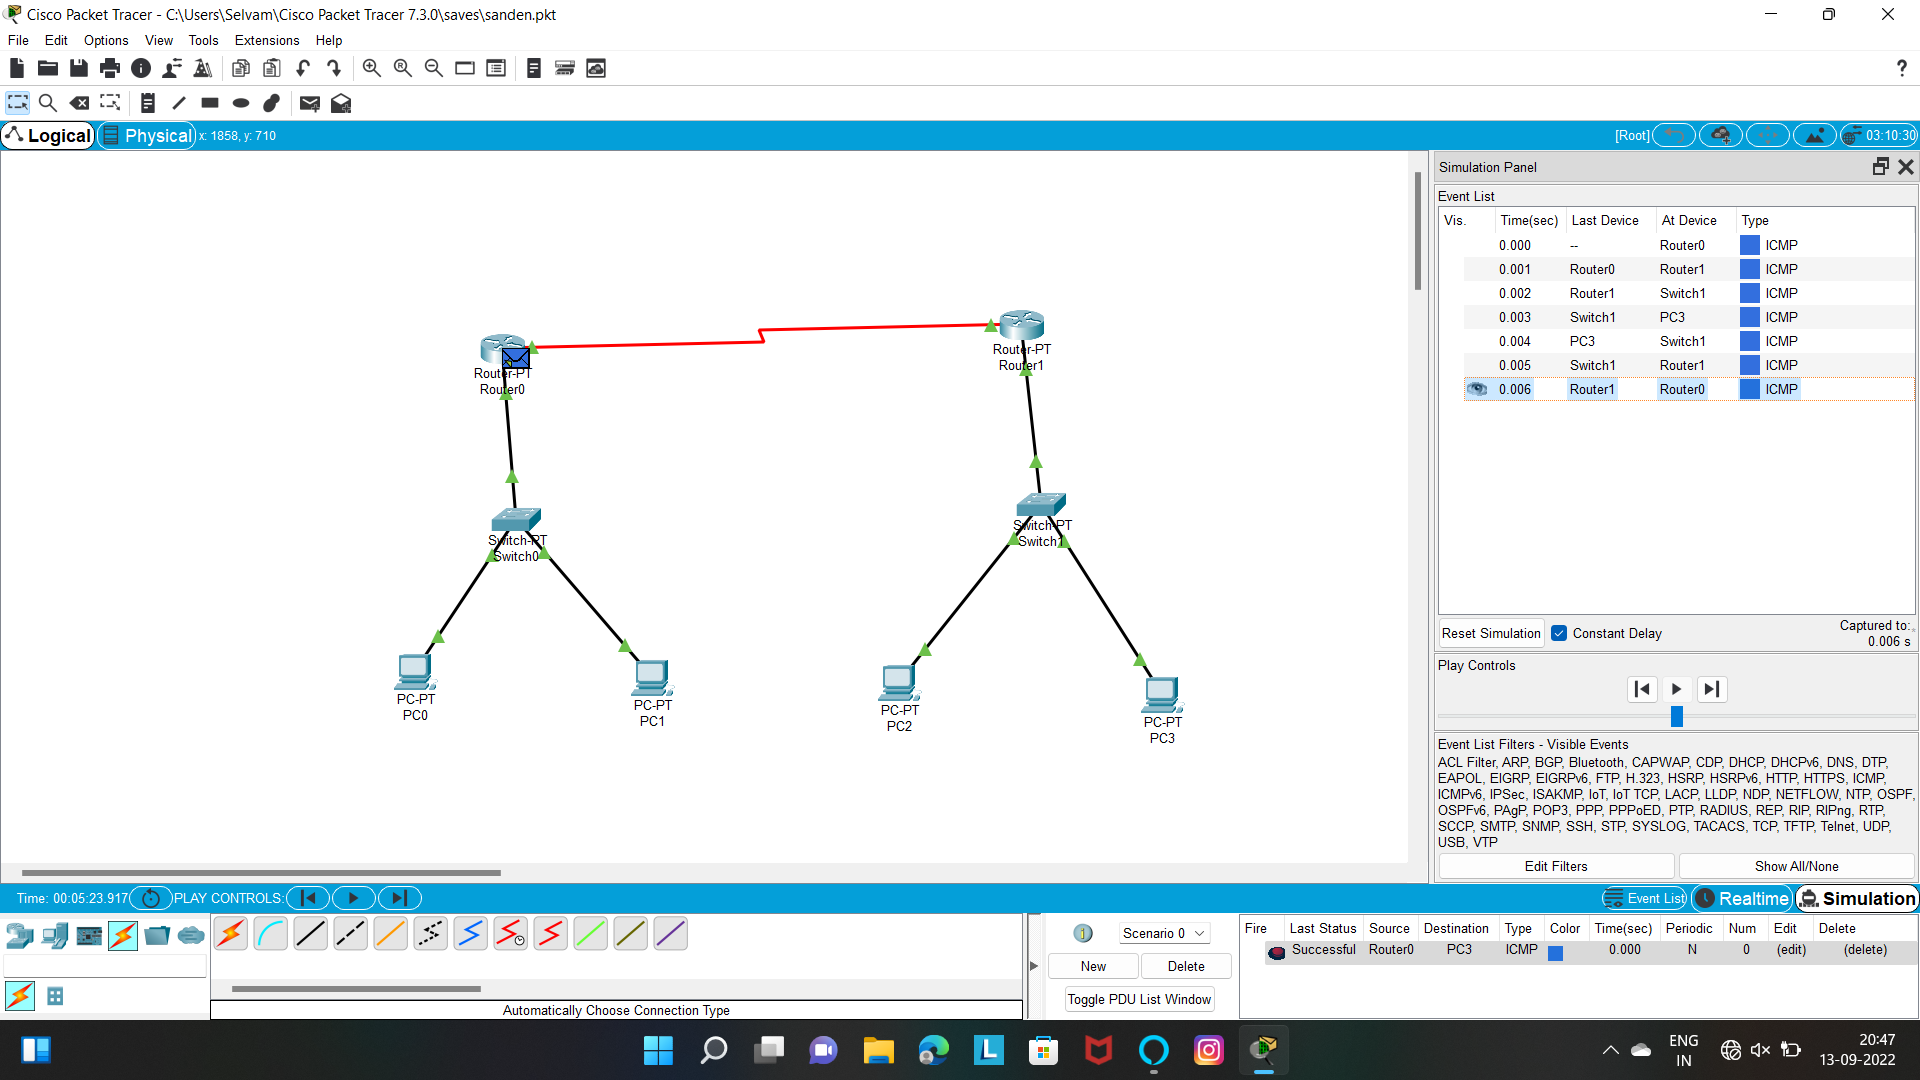 Cisco Packet Tracer - C:\Users\Selvam\Cisco Packet Tracer 7.3.0\saves\sanden.pkt
File Edit Options View Tools Extensions Help
?
Logical Physical x: 1858, y: 710
[Root] 03:10:30
Router-PT
Router0
Router-PT
Router1
Switch-PT
Switch0
Switch-PT
Switch1
PC-PT
PC0
PC-PT
PC1
PC-PT
PC2
PC-PT
PC3
Simulation Panel
Event List
Vis. Time(sec) Last Device At Device Type
0.000 -- Router0 ICMP
0.001 Router0 Router1 ICMP
0.002 Router1 Switch1 ICMP
0.003 Switch1 PC3 ICMP
0.004 PC3 Switch1 ICMP
0.005 Switch1 Router1 ICMP
0.006 Router1 Router0 ICMP
Reset Simulation Constant Delay
Captured to:
0.006 s
Play Controls
Event List Filters - Visible Events
ACL Filter, ARP, BGP, Bluetooth, CAPWAP, CDP, DHCP, DHCPv6, DNS, DTP,
EAPOL, EIGRP, EIGRPv6, FTP, H.323, HSRP, HSRPv6, HTTP, HTTPS, ICMP,
ICMPv6, IPSec, ISAKMP, IoT, IoT TCP, LACP, LLDP, NDP, NETFLOW, NTP, OSPF,
OSPFv6, PAgP, POP3, PPP, PPPoED, PTP, RADIUS, REP, RIP, RIPng, RTP,
SCCP, SMTP, SNMP, SSH, STP, SYSLOG, TACACS, TCP, TFTP, Telnet, UDP,
USB, VTP
Edit Filters Show All/None
Time: 00:05:23.917 PLAY CONTROLS:
Event List Realtime Simulation
Automatically Choose Connection Type
Scenario 0
New Delete
Toggle PDU List Window
Fire Last Status Source Destination Type Color Time(sec) Periodic Num Edit Delete
Successful Router0 PC3 ICMP 0.000 N 0 (edit) (delete)
L
ENG
IN
20:47
13-09-2022